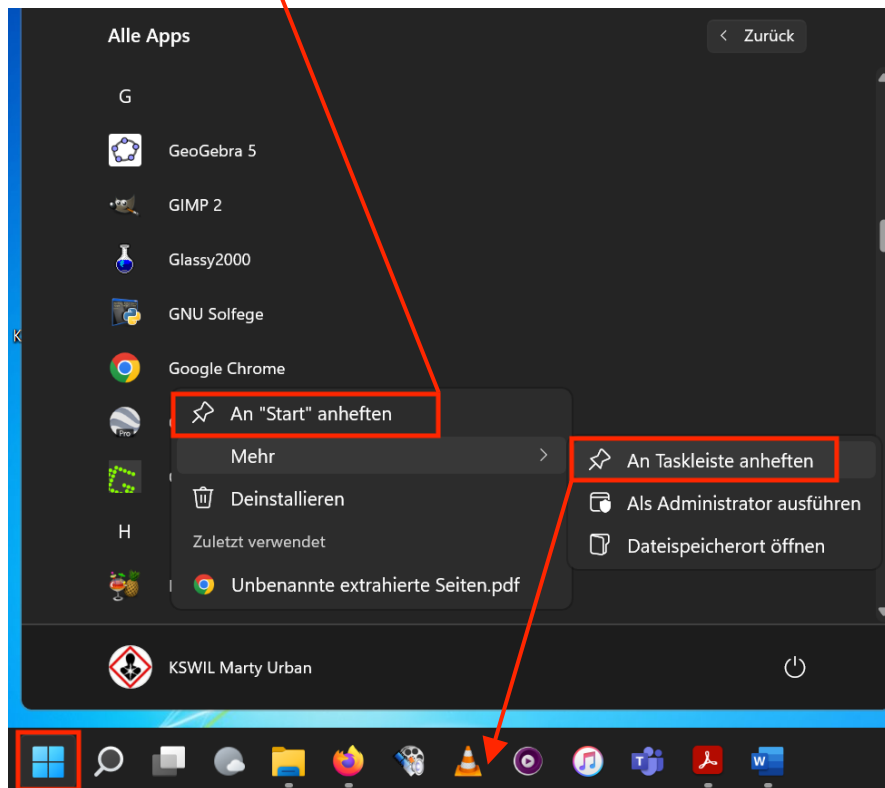 Alle Apps
Zurück
G
GeoGebra 5
GIMP 2
Glassy2000
GNU Solfege
K
Google Chrome
An "Start" anheften
Pro
Mehr
An Taskleiste anheften
Deinstallieren
Als Administrator ausführen
H
Zuletzt verwendet
Dateispeicherort öffnen
Unbenannte extrahierte Seiten.pdf
KSWIL Marty Urban
T
W